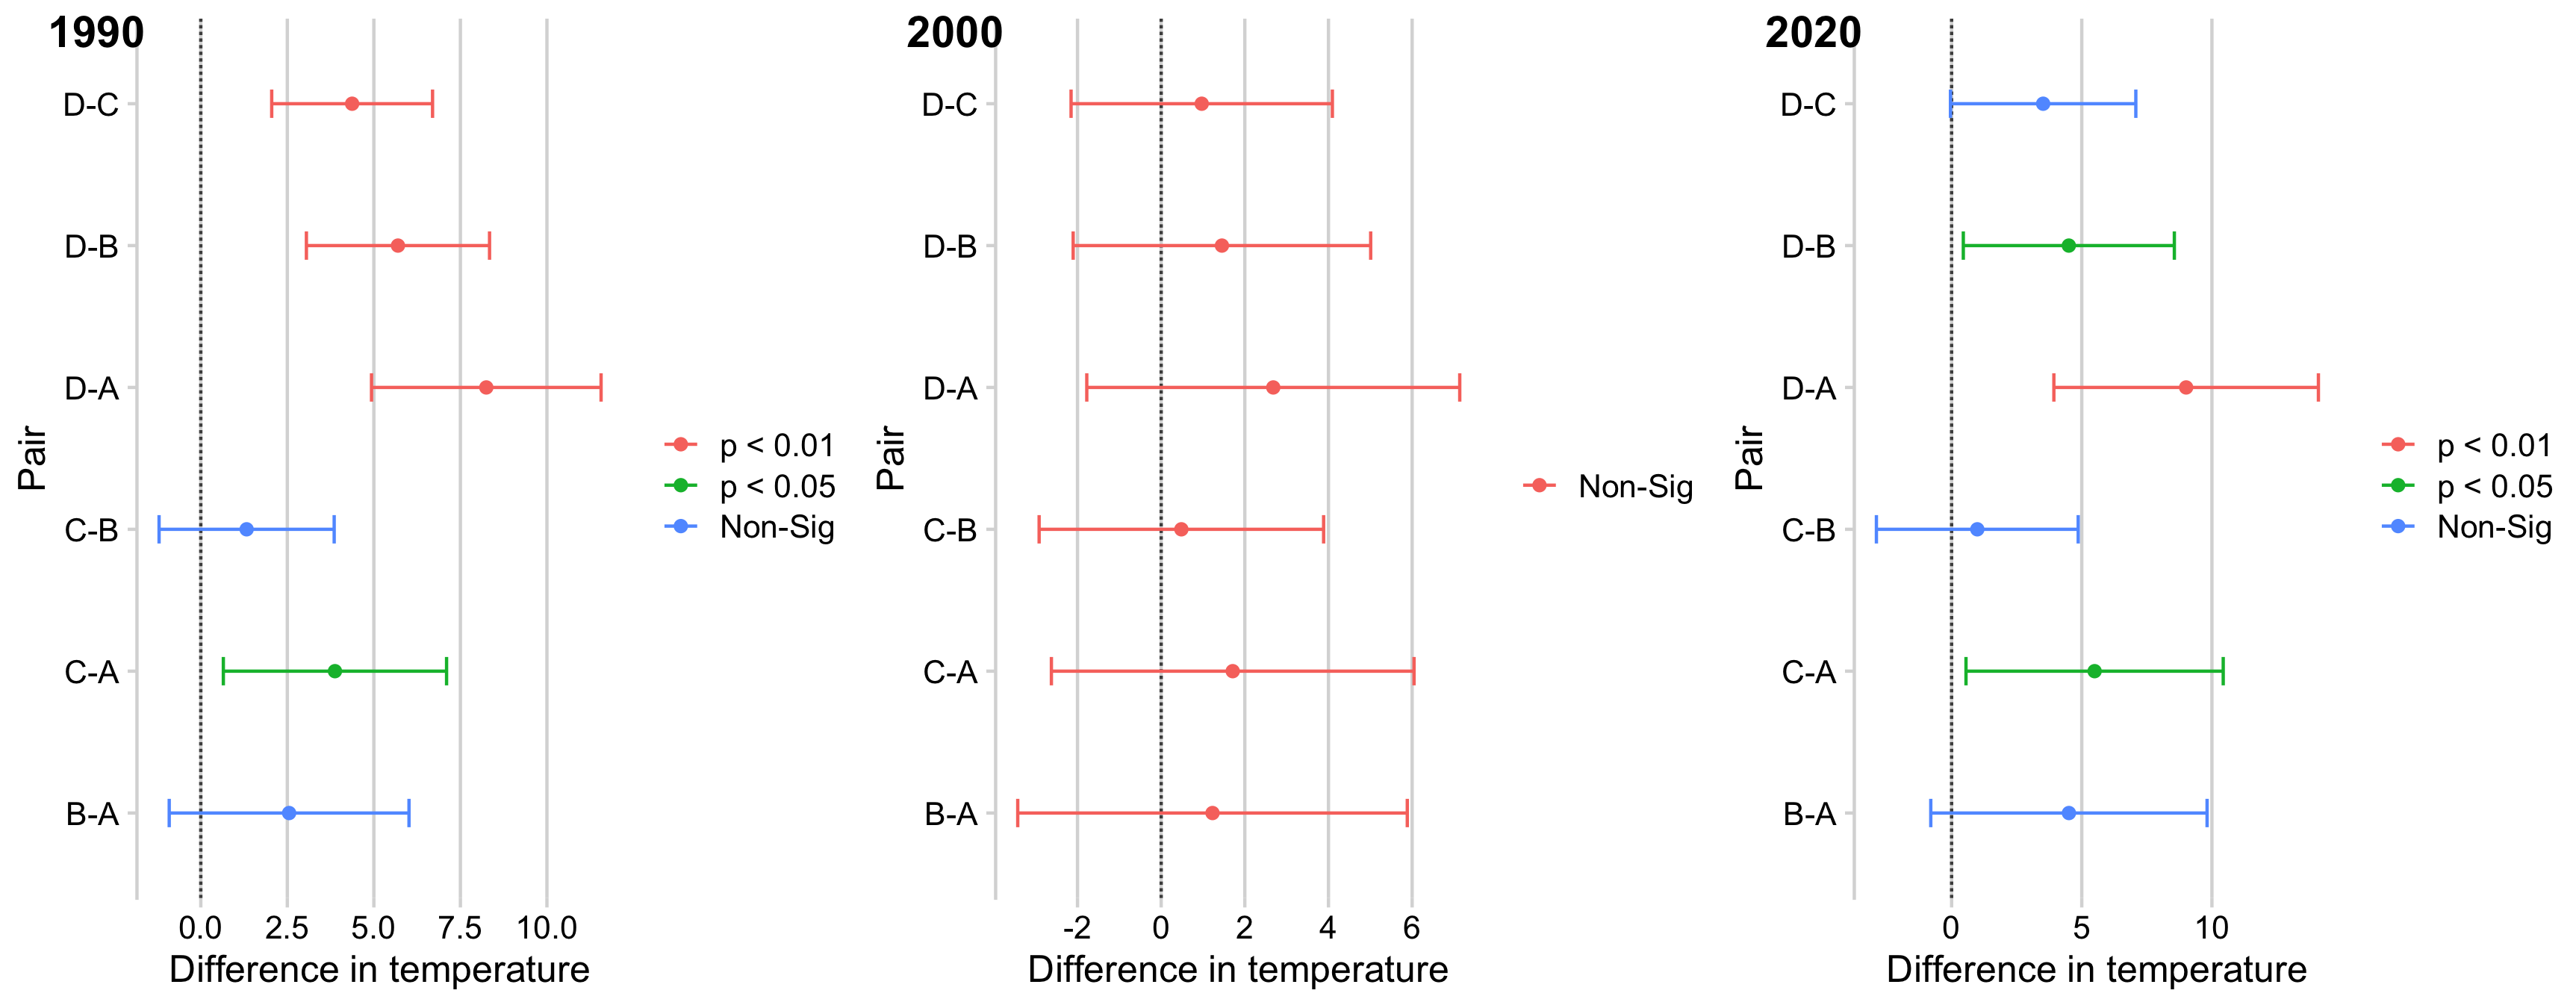 1990
D-C
D-B
D-A
C-B
C-A
B-A
Pair
0.0 2.5 5.0 7.5 10.0
Difference in temperature
p < 0.01
p < 0.05
Non-Sig
2000
D-C
D-B
D-A
C-B
C-A
B-A
Pair
-2 0 2 4 6
Difference in temperature
Non-Sig
2020
D-C
D-B
D-A
C-B
C-A
B-A
Pair
0 5 10
Difference in temperature
p < 0.01
p < 0.05
Non-Sig